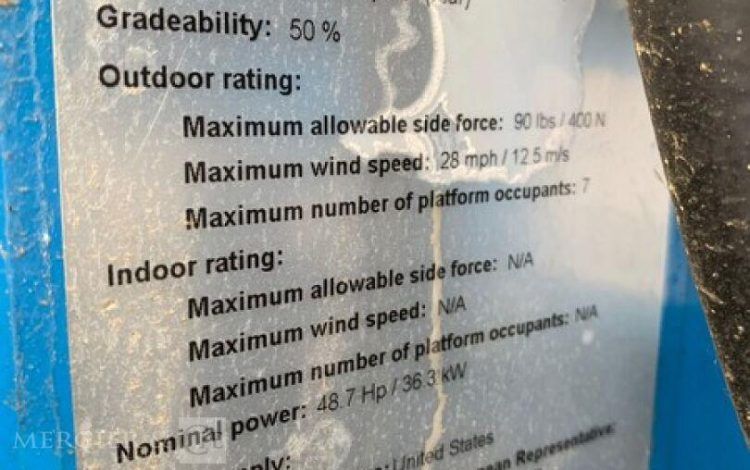 Gradeability: 50 %
Outdoor rating:
Maximum allowable side force: 90 lbs / 400 N
Maximum wind speed: 28 mph / 12.5 m/s
Maximum number of platform occupants: 7
Indoor rating:
Maximum allowable side force: N/A
Maximum wind speed: N/A
Maximum number of platform occupants: N/A
Nominal power: 48.7 Hp / 36.3 kW
United States
Representative: